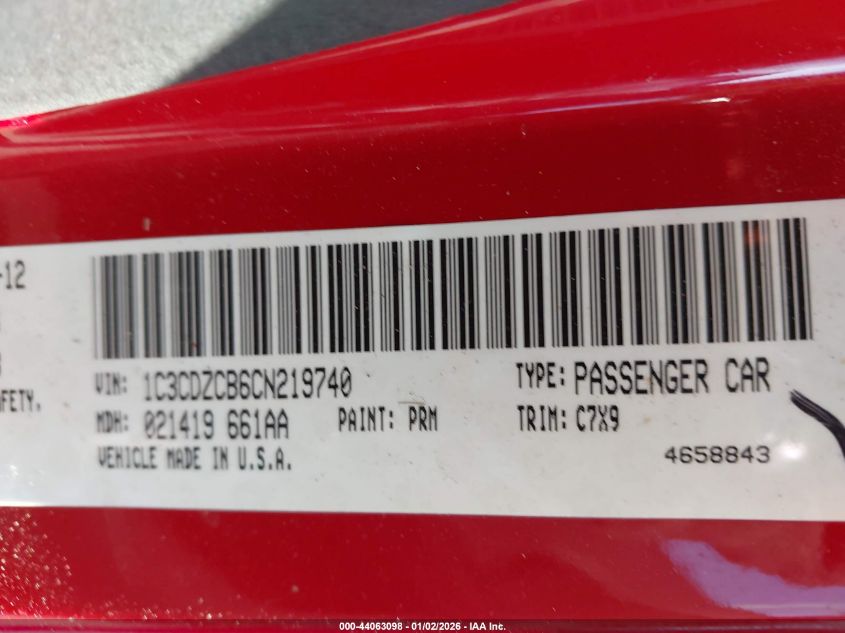 -12
AFETY.
VIN: 1C3CDZCB6CN219740 TYPE: PASSENGER CAR
MDH: 021419 661AA PAINT: PRM TRIM: C7X9
VEHICLE MADE IN U.S.A. 4658843
000-44063098 - 01/02/2026 - IAA Inc.